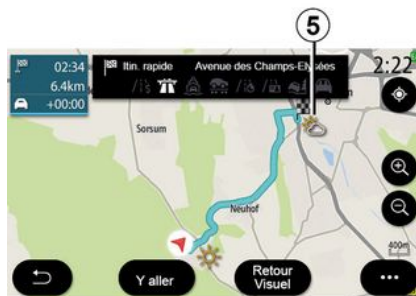 5
02:34
6.4km
+00:00
Itin. rapide Avenue des Champs-Elysées
2:22
Sorsum
Neuhof
400m
Y aller
Retour
Visuel